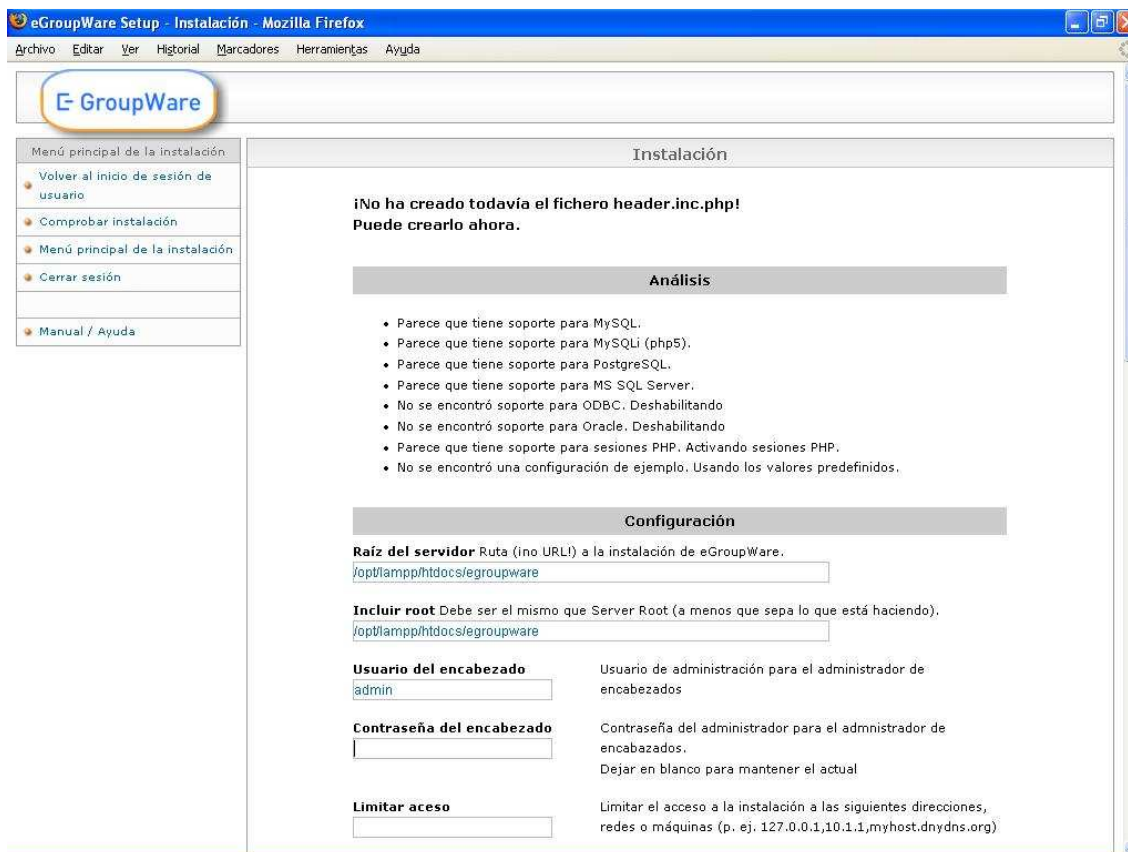 eGroupWare Setup - Instalación - Mozilla Firefox
Archivo Editar Ver Historial Marcadores Herramientas Ayuda
E- GroupWare
Menú principal de la instalación
Volver al inicio de sesión de
usuario
Comprobar instalación
Menú principal de la instalación
Cerrar sesión
Manual / Ayuda
Instalación
¡No ha creado todavía el fichero header.inc.php!
Puede crearlo ahora.
Análisis
• Parece que tiene soporte para MySQL.
• Parece que tiene soporte para MySQLi (php5).
• Parece que tiene soporte para PostgreSQL.
• Parece que tiene soporte para MS SQL Server.
• No se encontró soporte para ODBC. Deshabilitando
• No se encontró soporte para Oracle. Deshabilitando
• Parece que tiene soporte para sesiones PHP. Activando sesiones PHP.
• No se encontró una configuración de ejemplo. Usando los valores predefinidos.
Configuración
Raíz del servidor Ruta (¡no URL!) a la instalación de eGroupWare.
/opt/lampp/htdocs/egroupware
Incluir root Debe ser el mismo que Server Root (a menos que sepa lo que está haciendo).
/opt/lampp/htdocs/egroupware
Usuario del encabezado
admin
Usuario de administración para el administrador de
encabezados
Contraseña del encabezado
Contraseña del administrador para el admnistrador de
encabazados.
Dejar en blanco para mantener el actual
Limitar aceso
Limitar el acceso a la instalación a las siguientes direcciones,
redes o máquinas (p. ej. 127.0.0.1,10.1.1,myhost.dnydns.org)